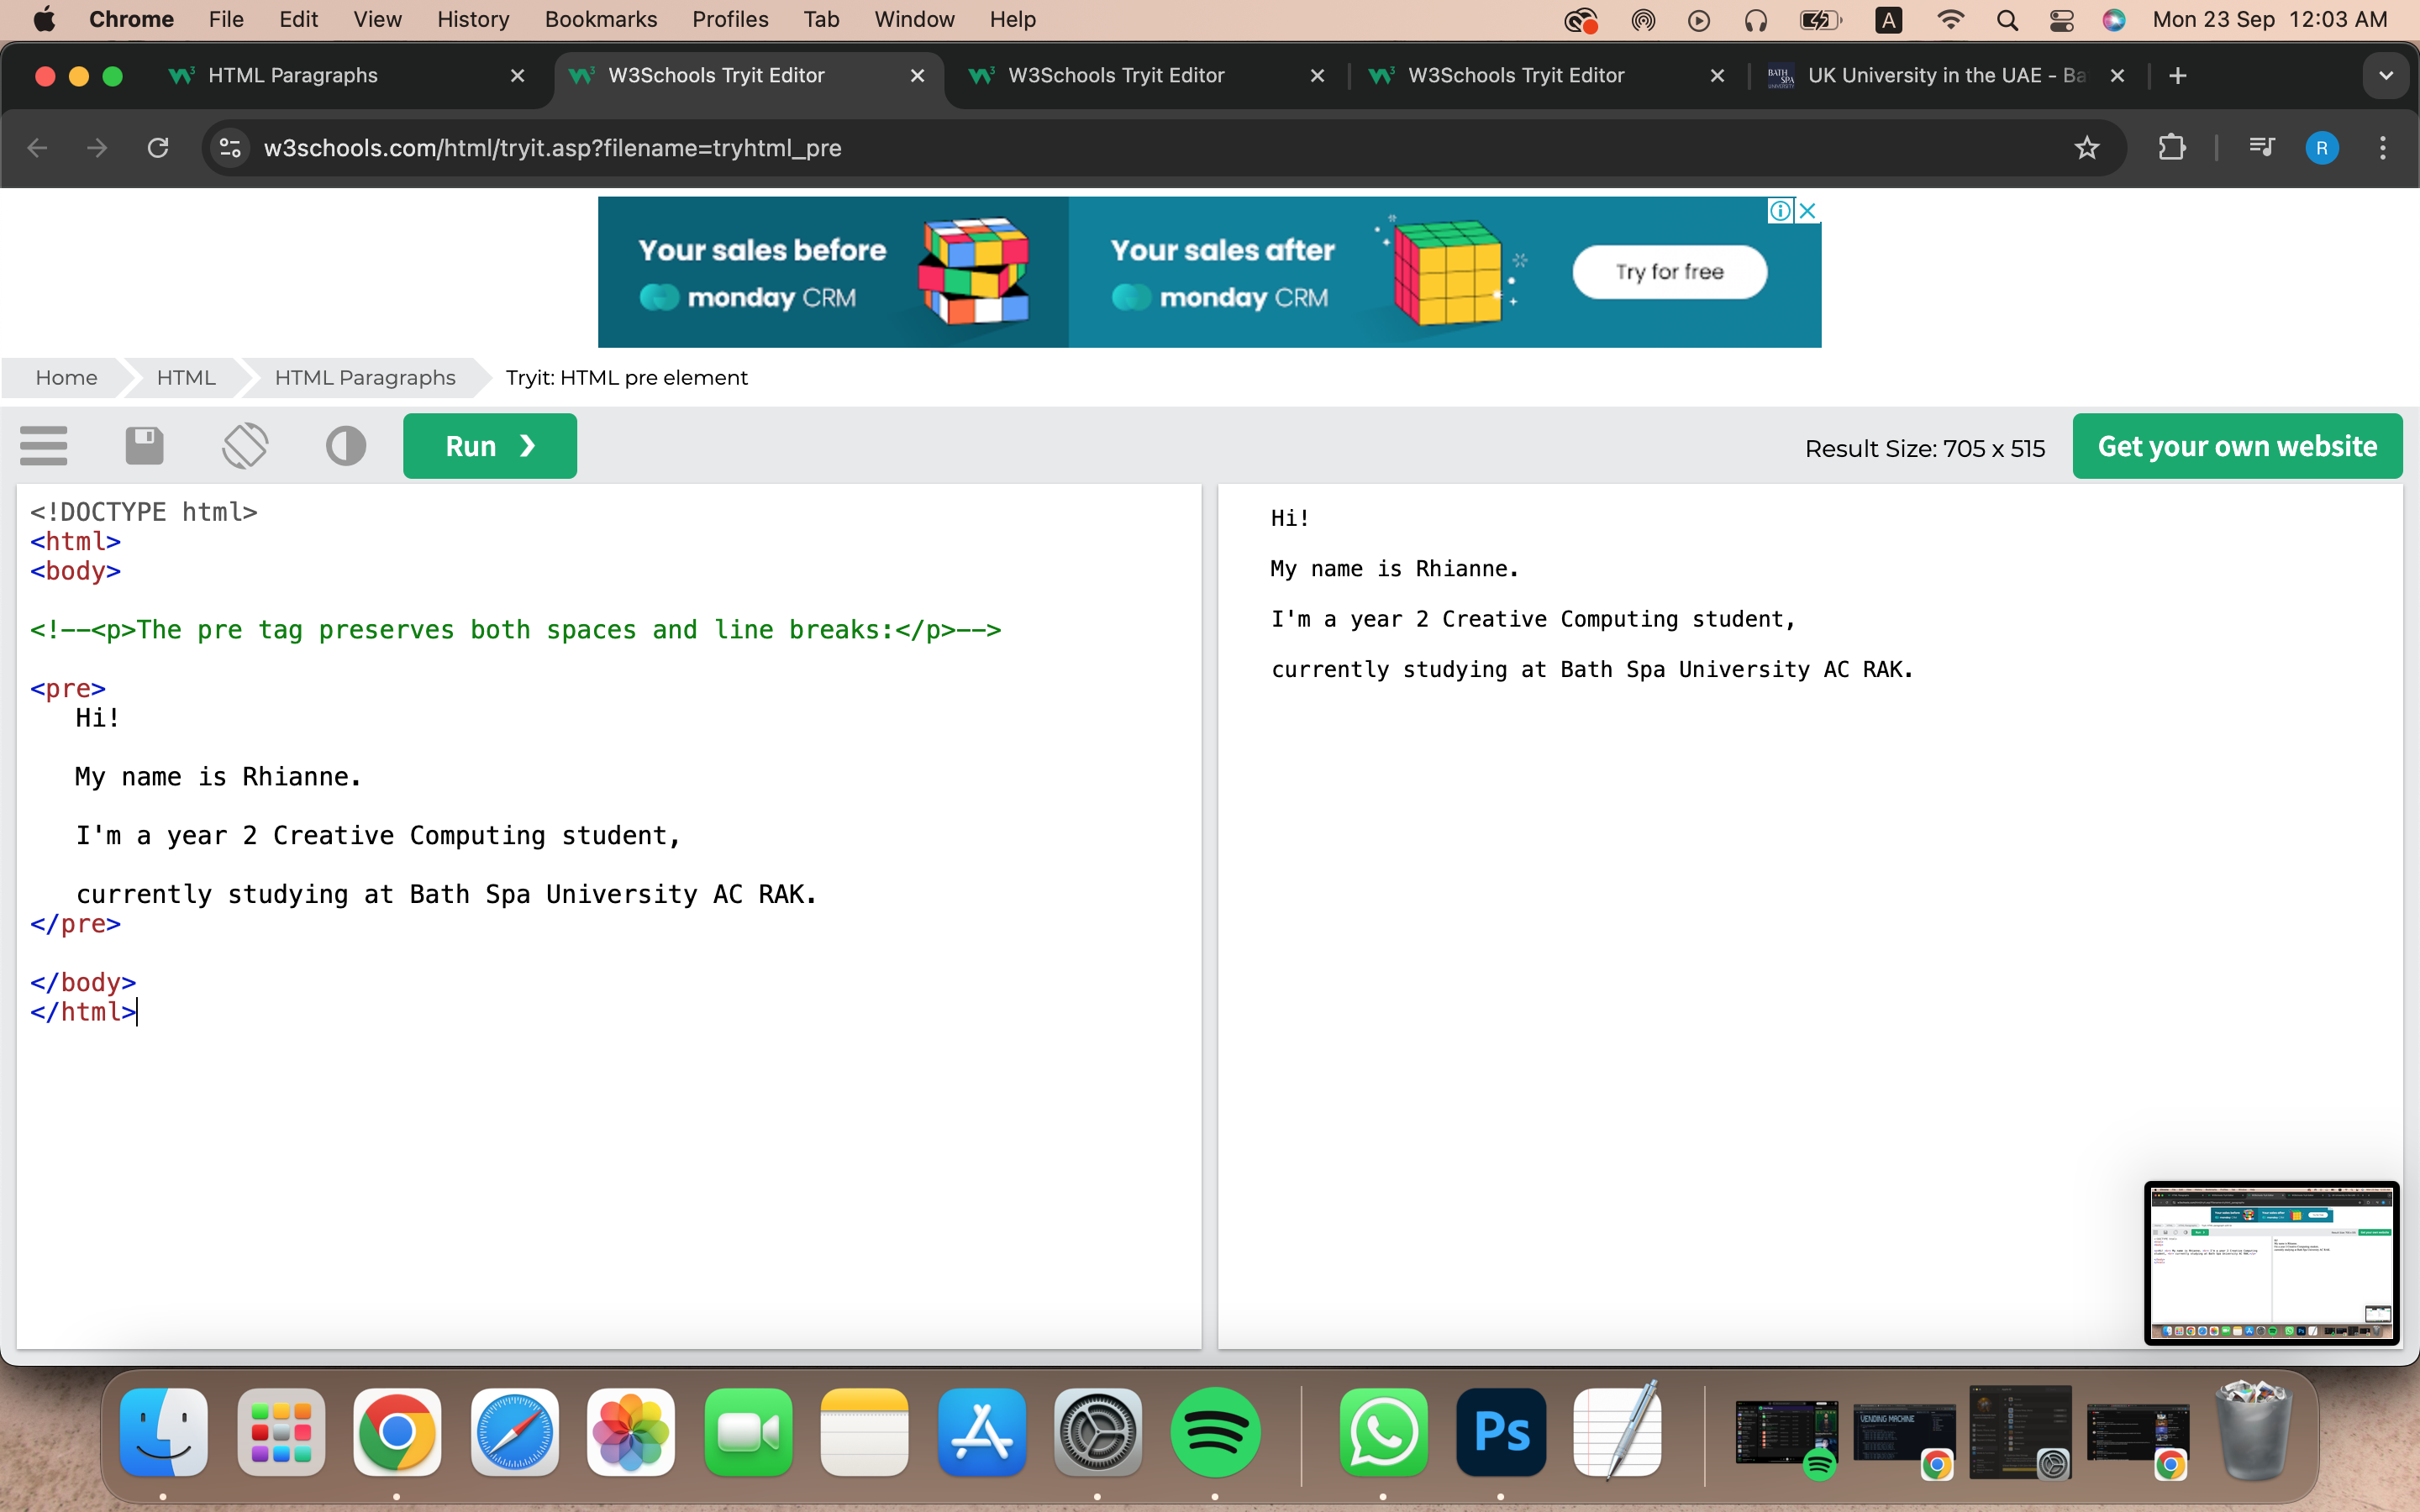 Chrome File Edit View History Bookmarks Profiles Tab Window Help A Mon 23 Sep 12:03 AM
HTML Paragraphs W3Schools Tryit Editor W3Schools Tryit Editor W3Schools Tryit Editor BATH SPA UNIVERSITY UK University in the UAE - Ba
w3schools.com/html/tryit.asp?filename=tryhtml_pre R
Your sales before
monday CRM
Your sales after
monday CRM
Try for free
Home HTML HTML Paragraphs Tryit: HTML pre element
Run ❯ Result Size: 705 x 515 Get your own website
<!DOCTYPE html>
<html>
<body>
<!--<p>The pre tag preserves both spaces and line breaks:</p>-->
<pre>
Hi!
My name is Rhianne.
I'm a year 2 Creative Computing student,
currently studying at Bath Spa University AC RAK.
</pre>
</body>
</html>
Hi!
My name is Rhianne.
I'm a year 2 Creative Computing student,
currently studying at Bath Spa University AC RAK.
Ps
VENDING MACHINE